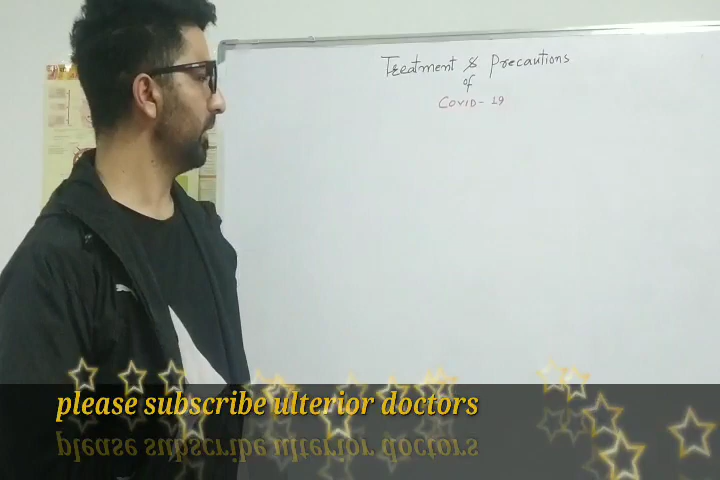 Treatment & Precautions
of
Covid-19
please subscribe ulterior doctors